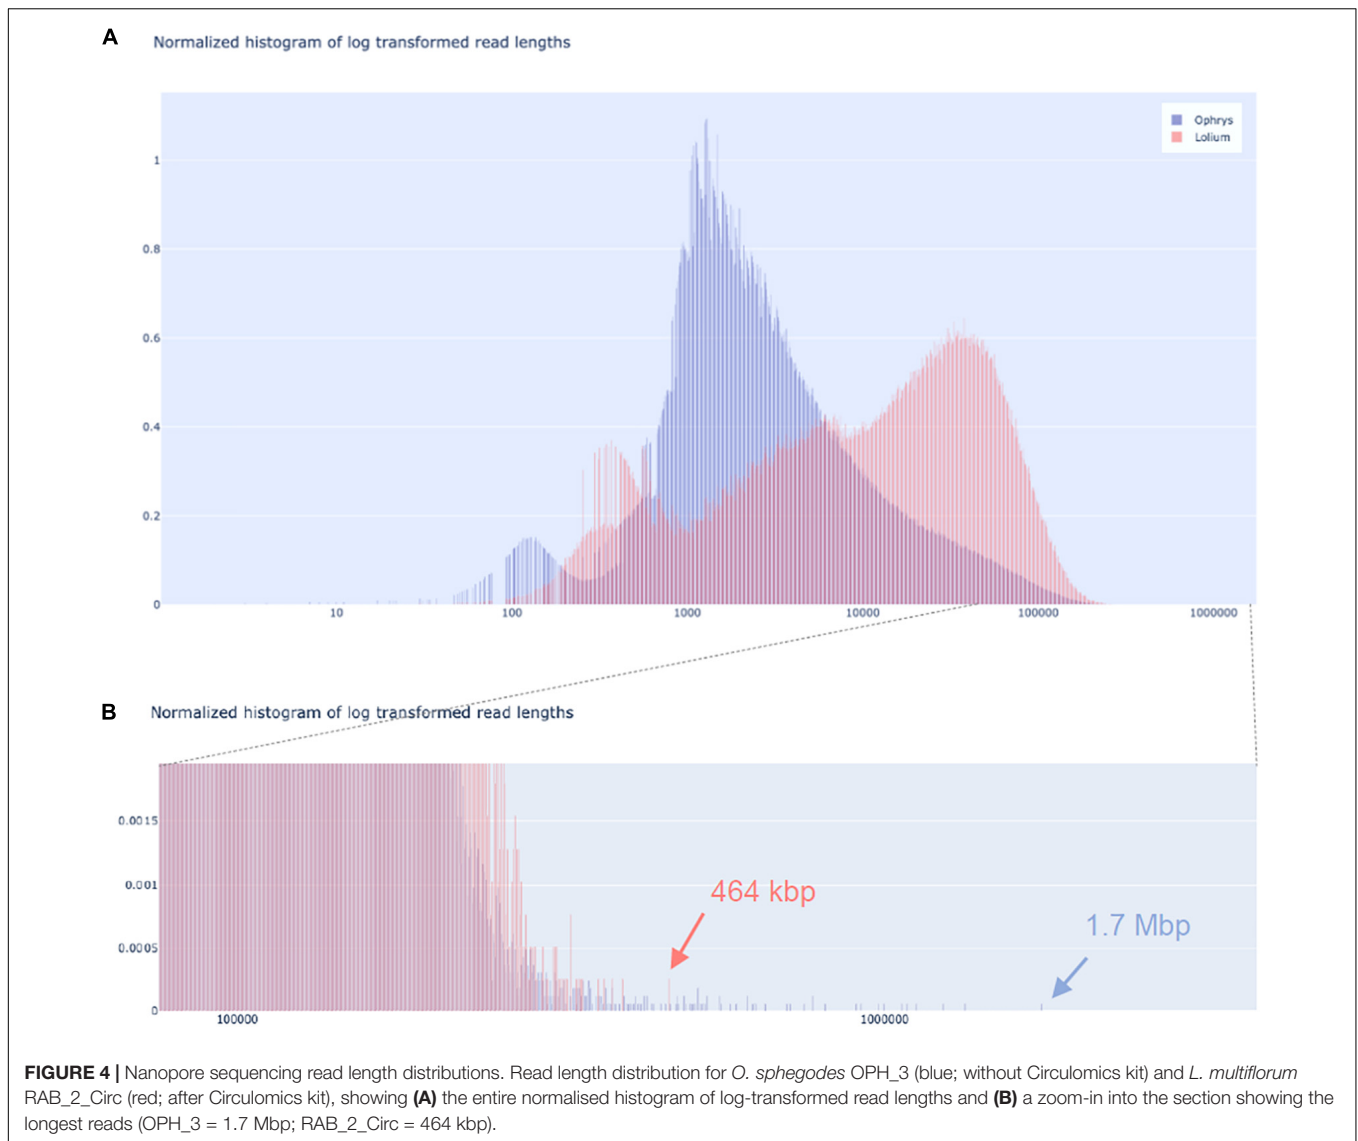 A
Normalized histogram of log transformed read lengths
Ophrys
Lolium
1
0.8
0.6
0.4
0.2
0
10
100
1000
10000
100000
1000000
B
Normalized histogram of log transformed read lengths
0.0015
0.001
0.0005
0
464 kbp
1.7 Mbp
100000
1000000
FIGURE 4 | Nanopore sequencing read length distributions. Read length distribution for O. sphegodes OPH_3 (blue; without Circulomics kit) and L. multiflorum
RAB_2_Circ (red; after Circulomics kit), showing (A) the entire normalised histogram of log-transformed read lengths and (B) a zoom-in into the section showing the
longest reads (OPH_3 = 1.7 Mbp; RAB_2_Circ = 464 kbp).